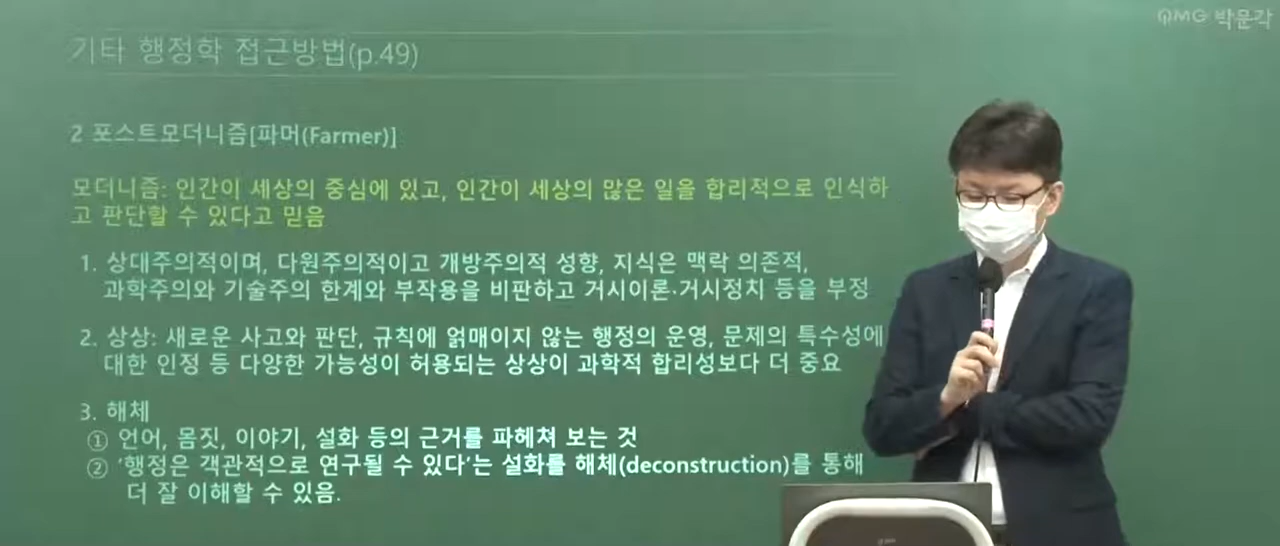 PMG 박문각
기타 행정학 접근방법(p.49)
2 포스트모더니즘[파머(Farmer)]
모더니즘: 인간이 세상의 중심에 있고, 인간이 세상의 많은 일을 합리적으로 인식하
고 판단할 수 있다고 믿음
1. 상대주의적이며, 다원주의적이고 개방주의적 성향, 지식은 맥락 의존적,
과학주의와 기술주의 한계와 부작용을 비판하고 거시이론·거시정치 등을 부정
2. 상상: 새로운 사고와 판단, 규칙에 얽매이지 않는 행정의 운영, 문제의 특수성에
대한 인정 등 다양한 가능성이 허용되는 상상이 과학적 합리성보다 더 중요
3. 해체
① 언어, 몸짓, 이야기, 설화 등의 근거를 파헤쳐 보는 것
② ‘행정은 객관적으로 연구될 수 있다’는 설화를 해체(deconstruction)를 통해
더 잘 이해할 수 있음.